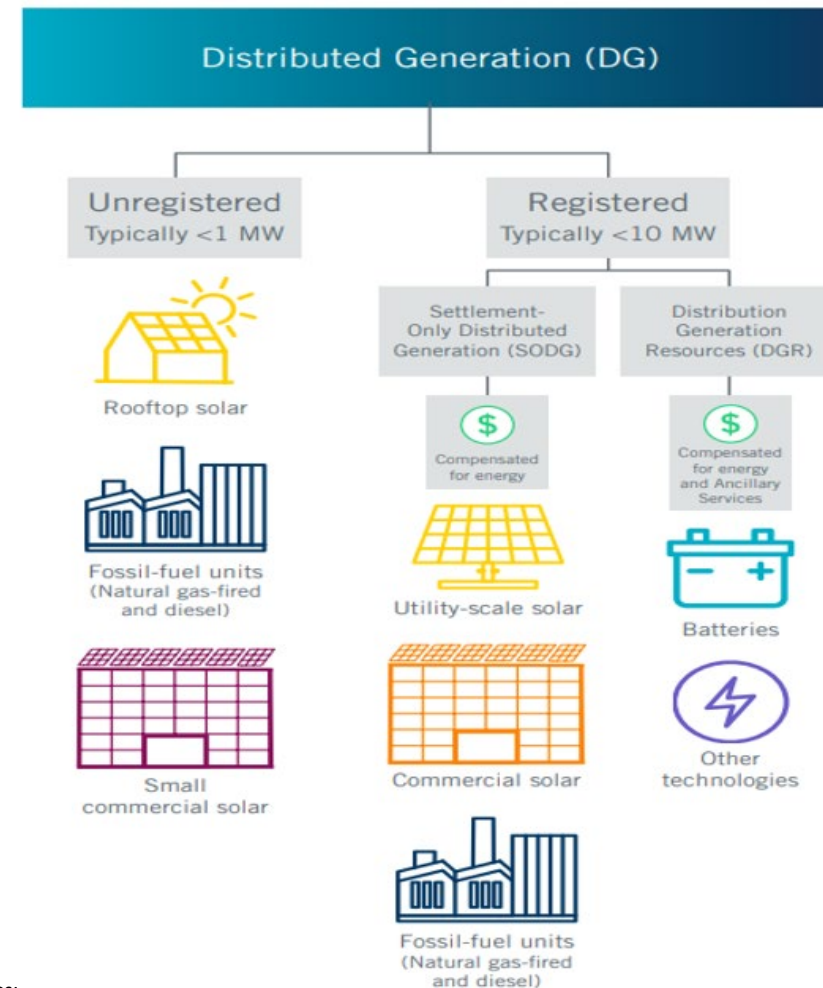 Distributed Generation (DG)
Unregistered
Typically <1 MW
Rooftop solar
Fossil-fuel units
(Natural gas-fired
and diesel)
Small
commercial solar
Registered
Typically <10 MW
Settlement-
Only Distributed
Generation (SODG)
$
Compensated
for energy
Utility-scale solar
Commercial solar
Fossil-fuel units
(Natural gas-fired
and diesel)
Distribution
Generation
Resources (DGR)
$
Compensated
for energy
and Ancillary
Services
Batteries
Other
technologies